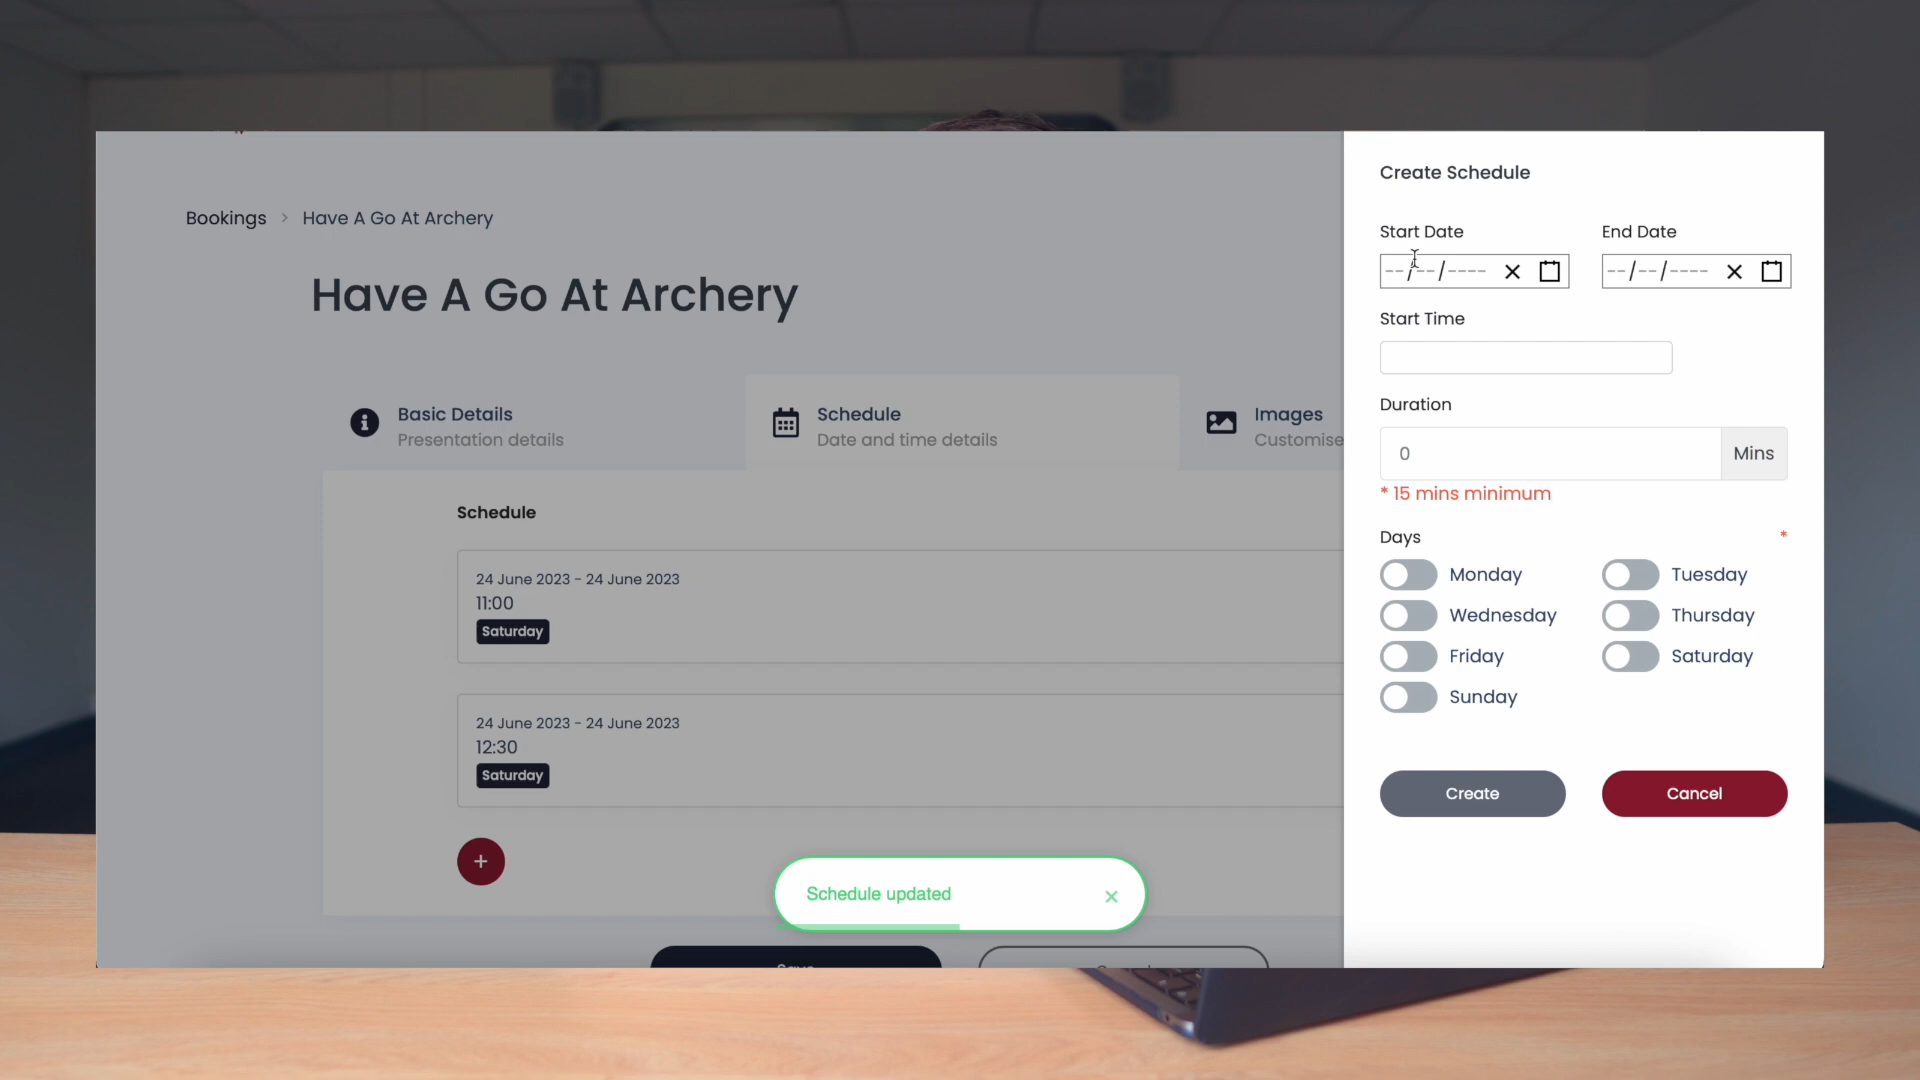 Bookings > Have A Go At Archery
Have A Go At Archery
Basic Details
Presentation details
Schedule
Date and time details
Images
Customise
Schedule
24 June 2023 - 24 June 2023
11:00
Saturday
24 June 2023 - 24 June 2023
12:30
Saturday
+
Schedule updated
Create Schedule
Start Date End Date
--/--/---- --/--/----
Start Time
Duration
0 Mins
* 15 mins minimum
Days *
Monday Tuesday
Wednesday Thursday
Friday Saturday
Sunday
Create Cancel